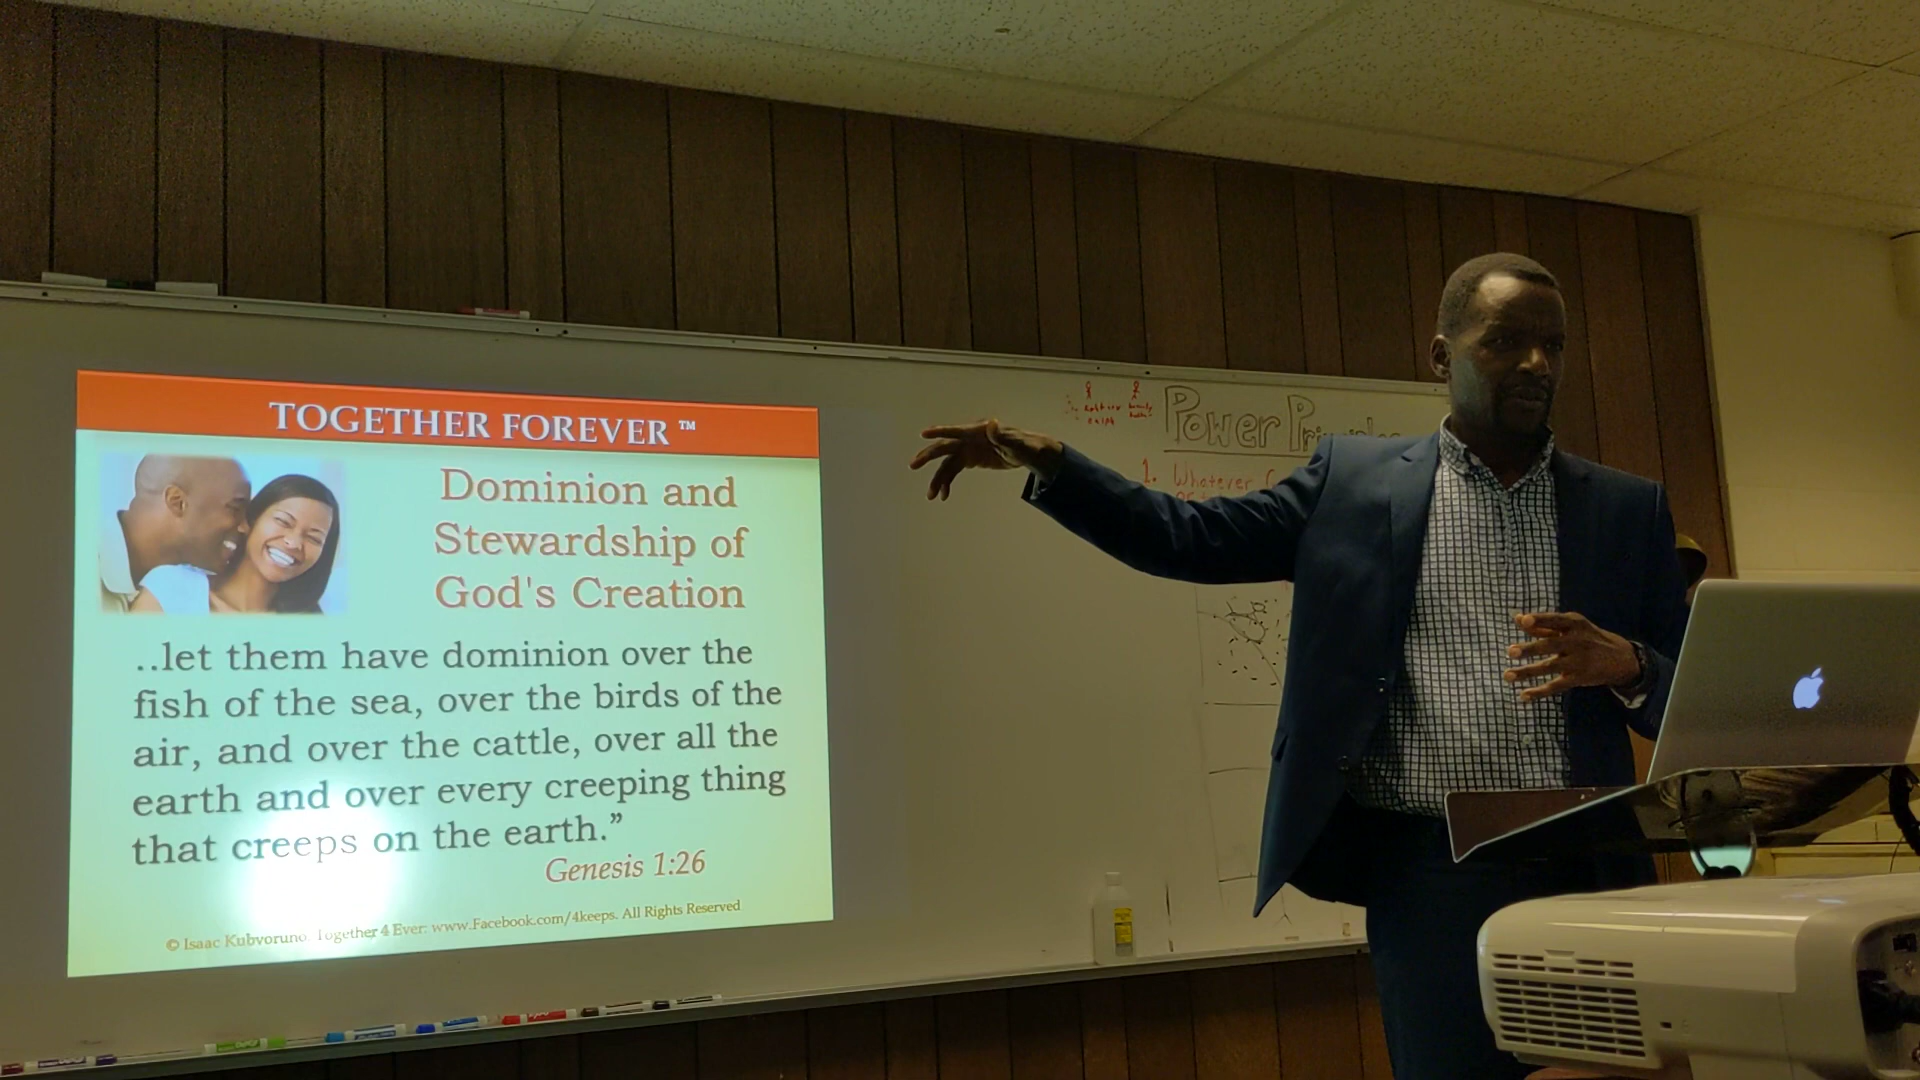 TOGETHER FOREVER ™
Dominion and
Stewardship of
God's Creation
..let them have dominion over the
fish of the sea, over the birds of the
air, and over the cattle, over all the
earth and over every creeping thing
that creeps on the earth.”
Genesis 1:26
© Isaac Kubvoruno. Together 4 Ever: www.Facebook.com/4keeps. All Rights Reserved
Power
1. Whatever